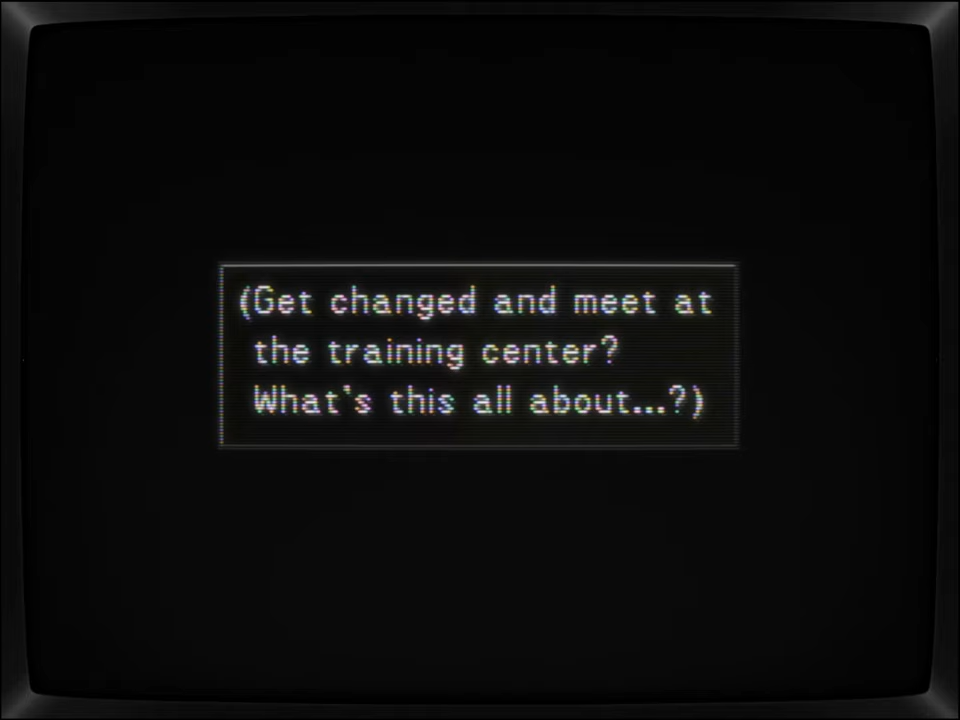 (Get changed and meet at
the training center?
What's this all about...?)